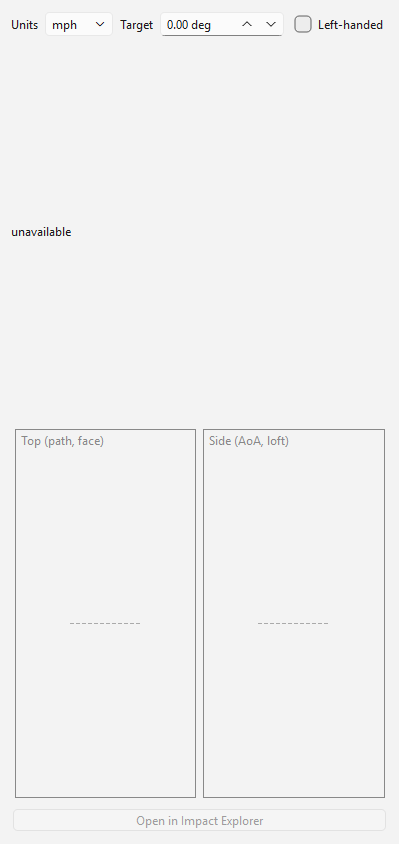 Units mph Target 0.00 deg Left-handed
unavailable
Top (path, face) Side (AoA, loft)
Open in Impact Explorer